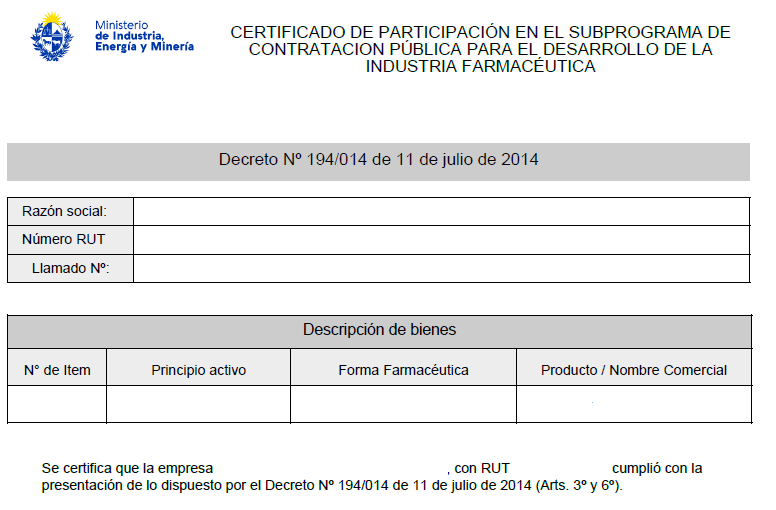 Ministerio
de Industria,
Energía y Minería
CERTIFICADO DE PARTICIPACIÓN EN EL SUBPROGRAMA DE
CONTRATACION PÚBLICA PARA EL DESARROLLO DE LA
INDUSTRIA FARMACÉUTICA
Decreto Nº 194/014 de 11 de julio de 2014
Razón social:
Número RUT
Llamado Nº:
Descripción de bienes
N° de Item Principio activo Forma Farmacéutica Producto / Nombre Comercial
Se certifica que la empresa , con RUT cumplió con la
presentación de lo dispuesto por el Decreto Nº 194/014 de 11 de julio de 2014 (Arts. 3º y 6º).